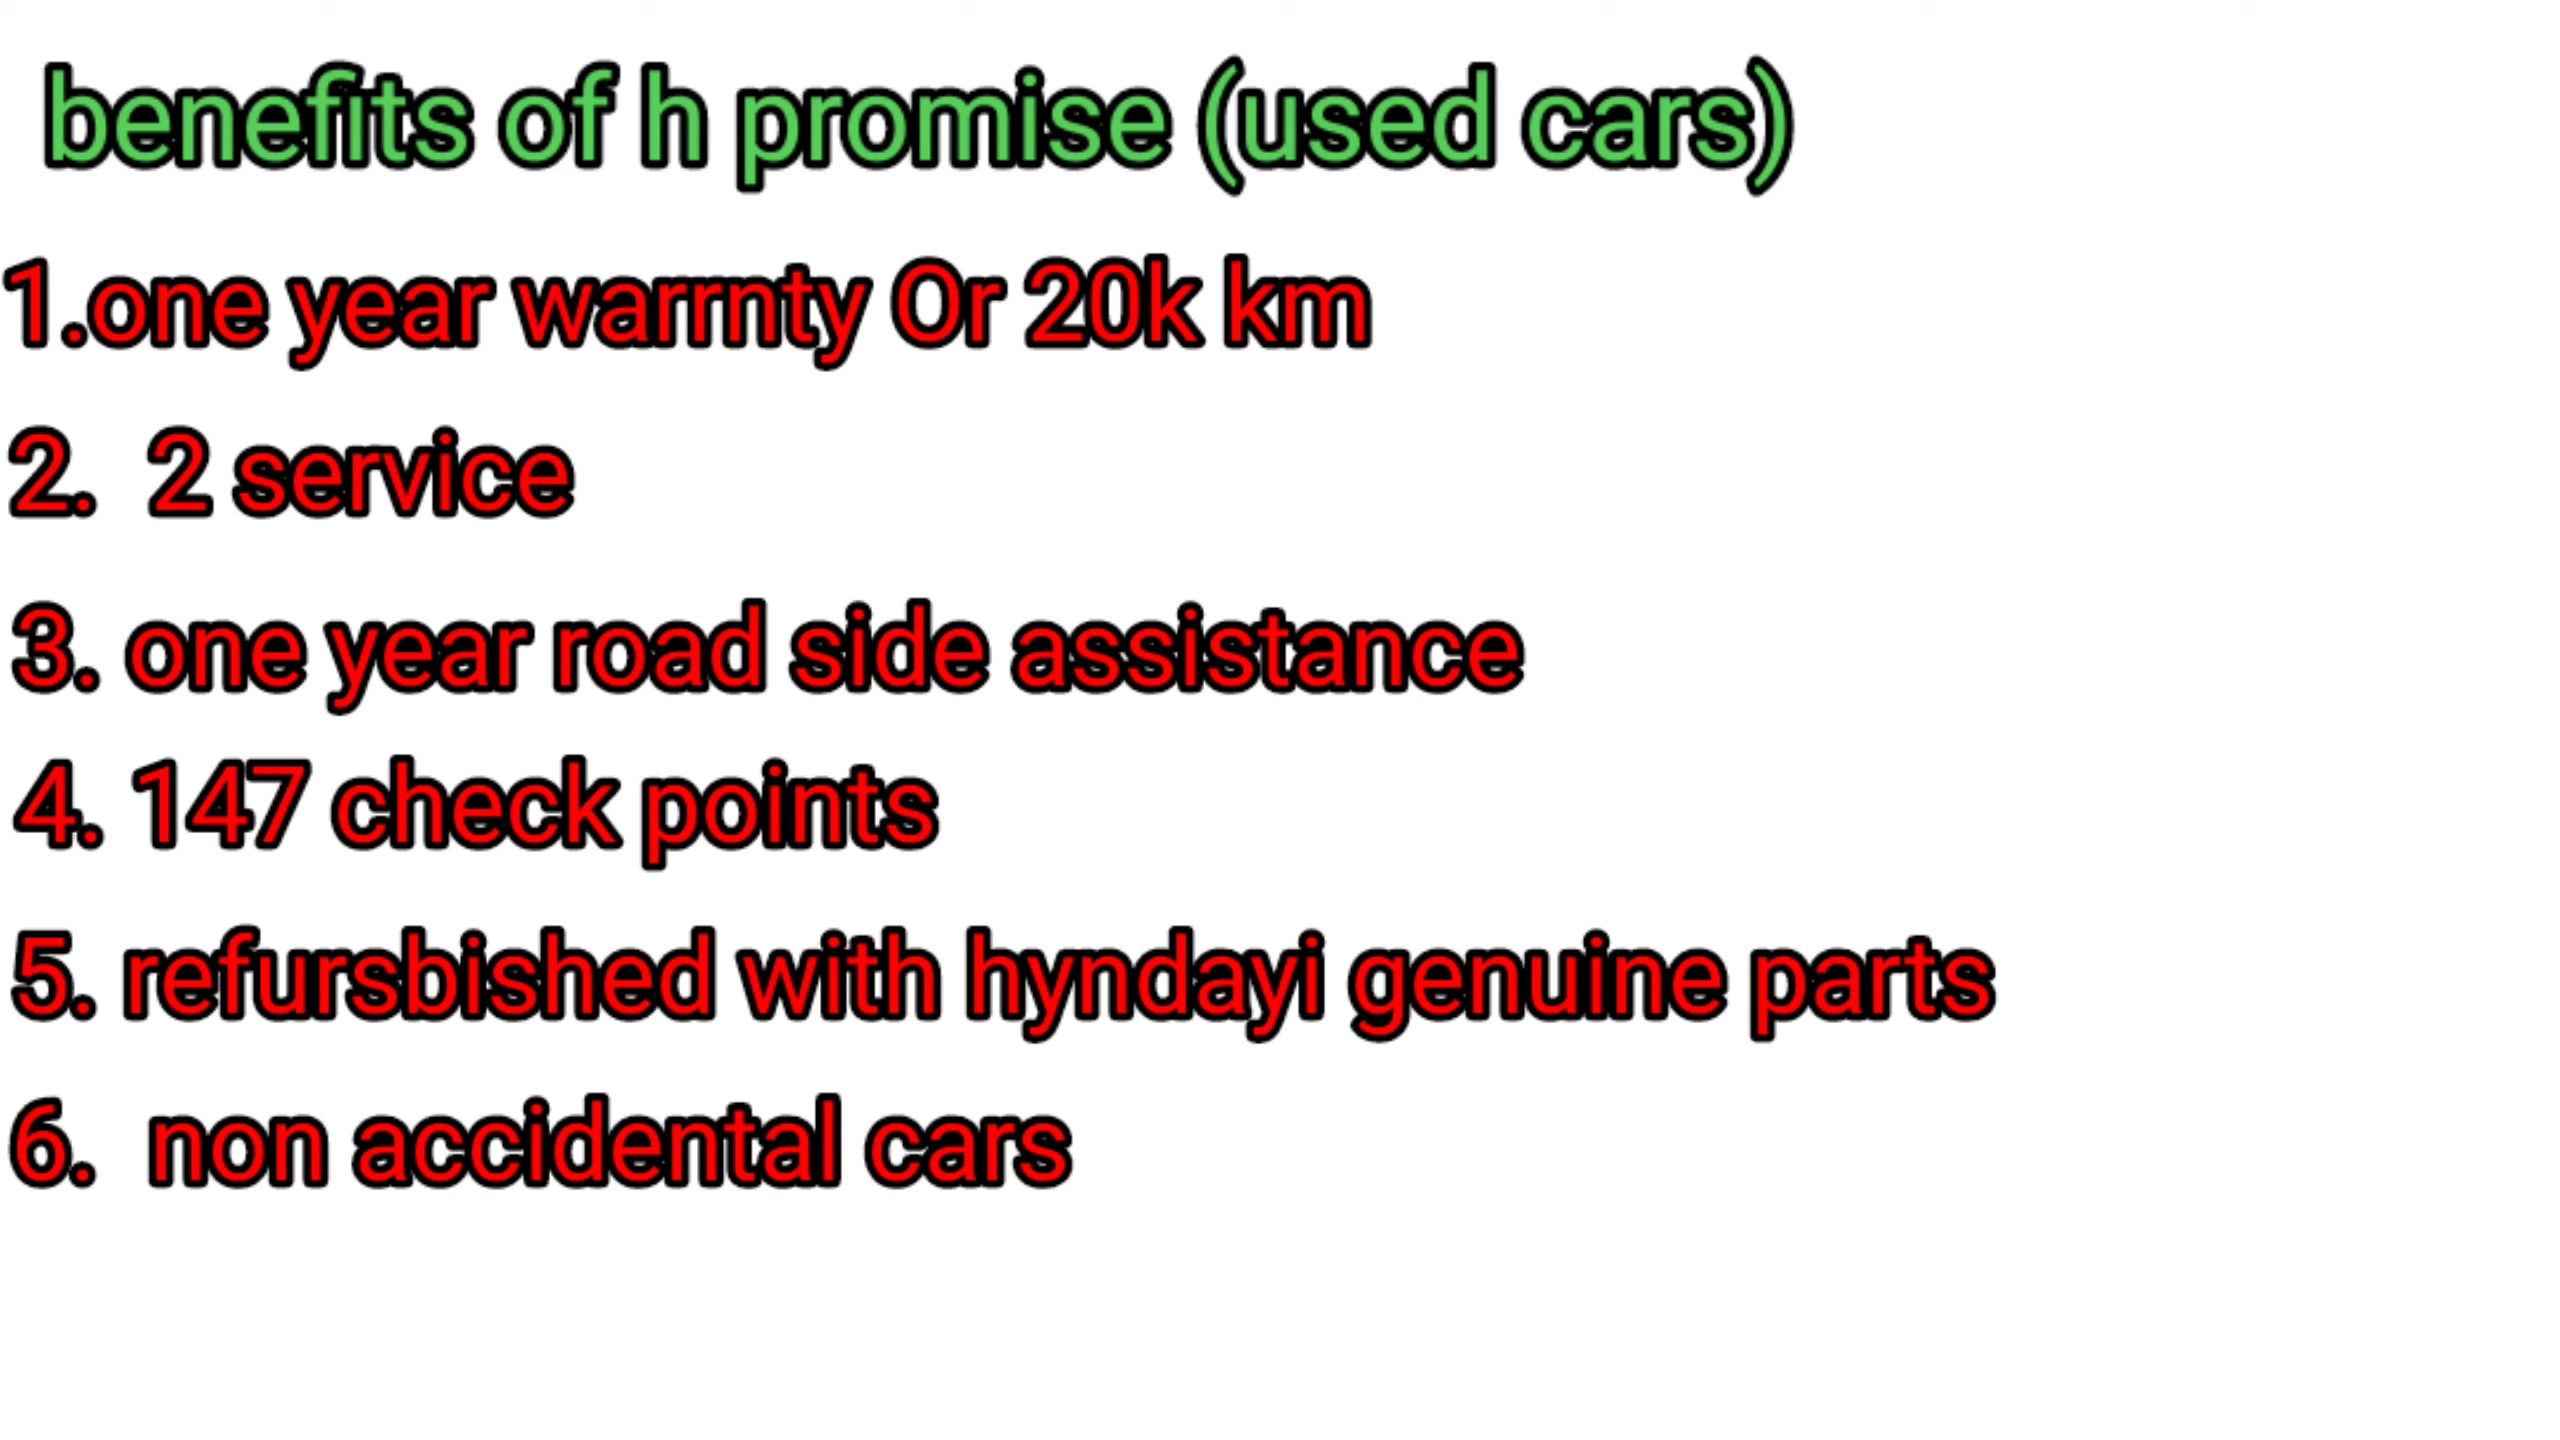 benefits of h promise (used cars)
1.one year warrnty Or 20k km
2. 2 service
3. one year road side assistance
4. 147 check points
5. refursbished with hyndayi genuine parts
6. non accidental cars